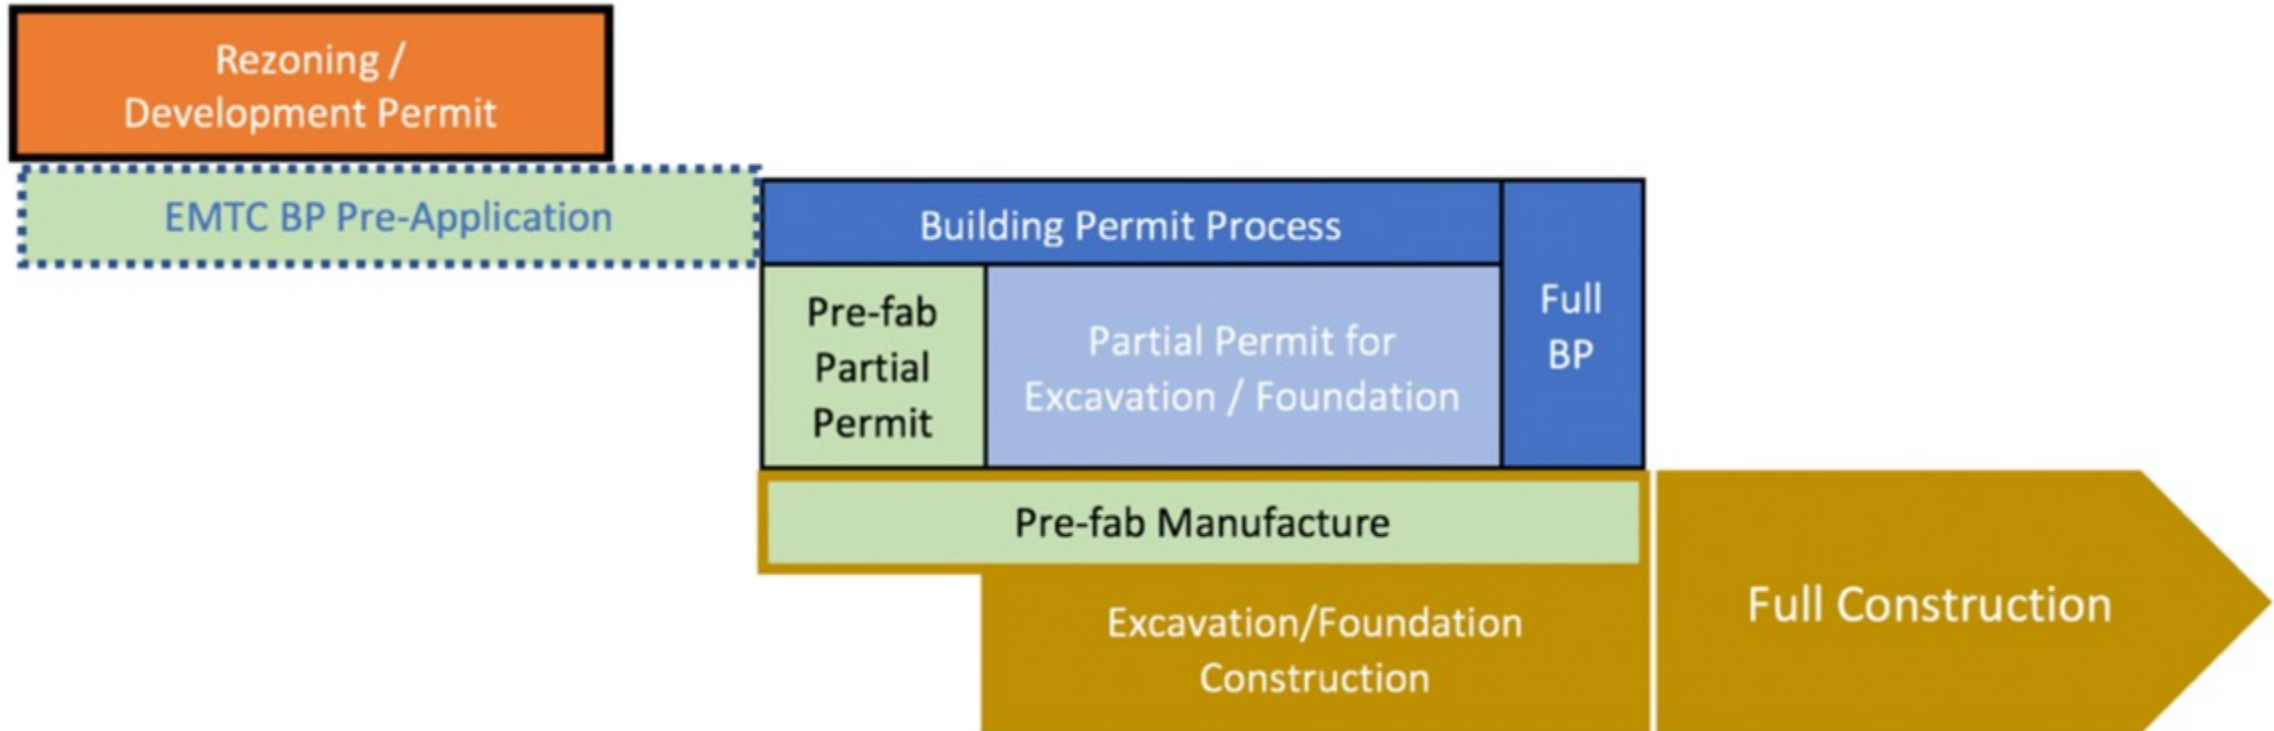 Rezoning /
Development Permit
EMTC BP Pre-Application
Building Permit Process
Full
BP
Pre-fab
Partial
Permit
Partial Permit for
Excavation / Foundation
Pre-fab Manufacture
Excavation/Foundation
Construction
Full Construction